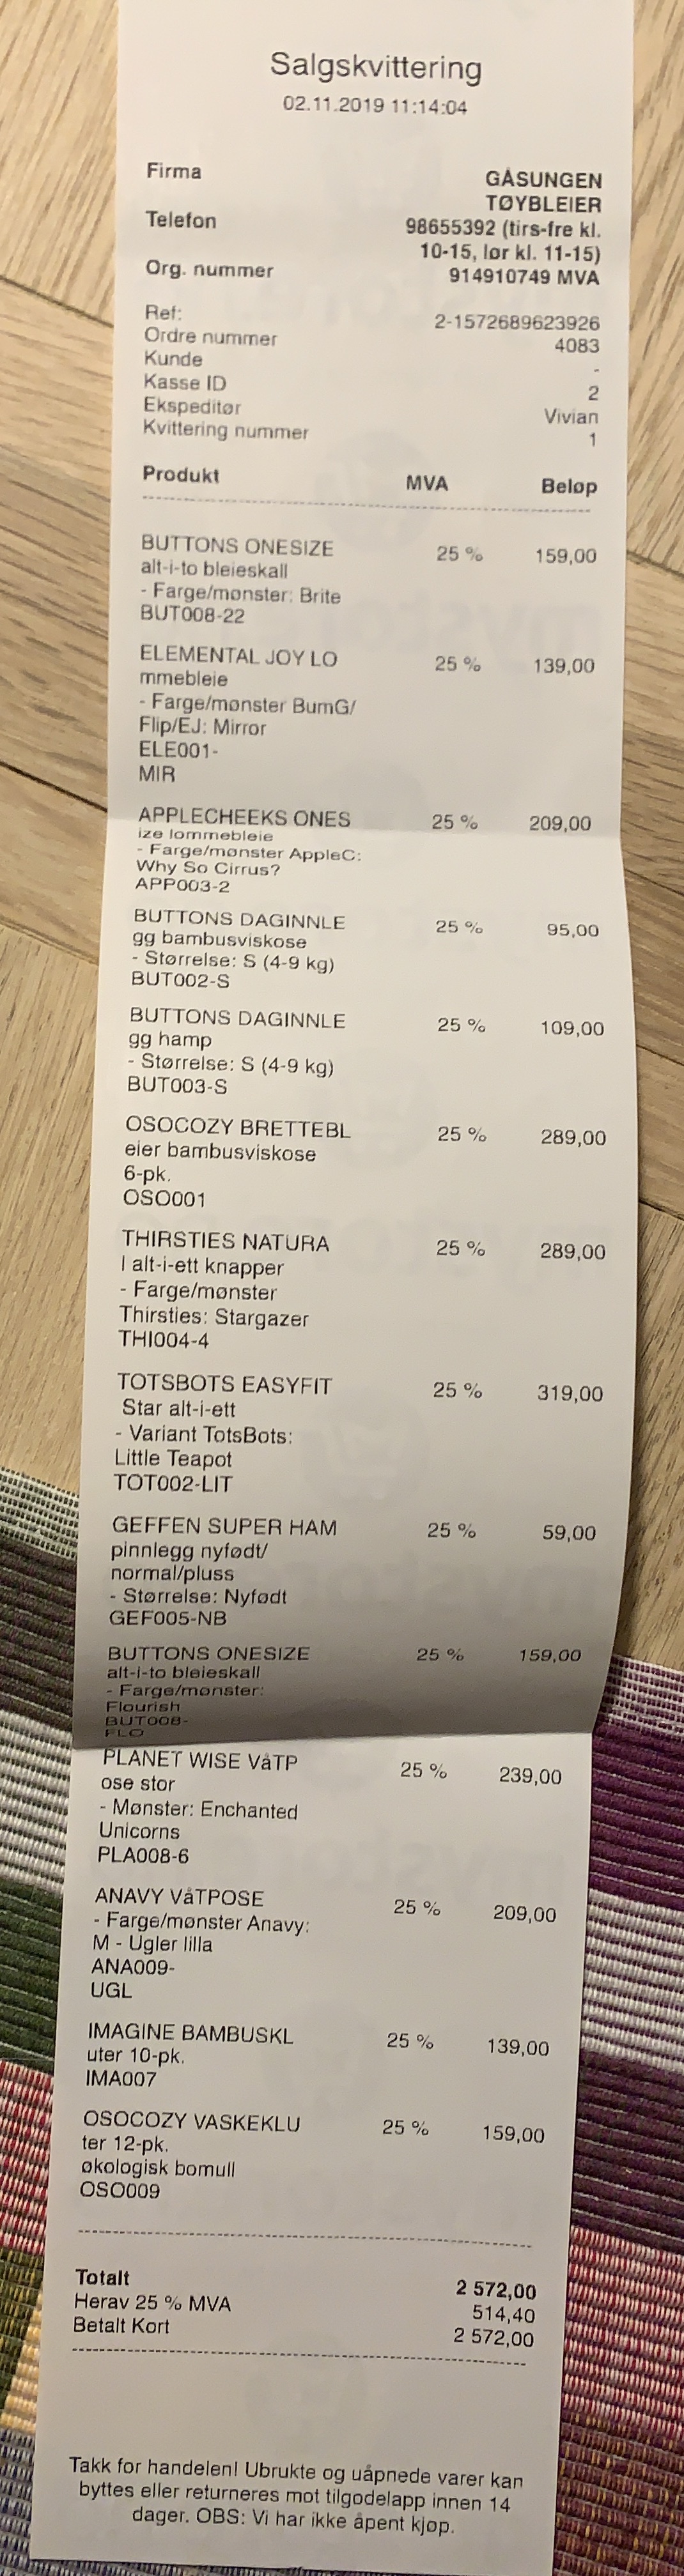 Salgskvittering
02.11.2019 11:14:04
Firma GÅSUNGEN
TØYBLEIER
Telefon 98655392 (tirs-fre kl.
10-15, lør kl. 11-15)
Org. nummer 914910749 MVA
Ref: 2-1572689623926
Ordre nummer 4083
Kunde -
Kasse ID 2
Ekspeditør Vivian
Kvittering nummer 1
Produkt MVA Beløp
BUTTONS ONESIZE 25 % 159,00
alt-i-to bleieskall
- Farge/mønster: Brite
BUT008-22
ELEMENTAL JOY LO 25 % 139,00
mmebleie
- Farge/mønster BumG/
Flip/EJ: Mirror
ELE001-
MIR
APPLECHEEKS ONES 25 % 209,00
ize lommebleie
- Farge/mønster AppleC:
Why So Cirrus?
APP003-2
BUTTONS DAGINNLE 25 % 95,00
gg bambusviskose
- Størrelse: S (4-9 kg)
BUT002-S
BUTTONS DAGINNLE 25 % 109,00
gg hamp
- Størrelse: S (4-9 kg)
BUT003-S
OSOCOZY BRETTEBL 25 % 289,00
eier bambusviskose
6-pk.
OSO001
THIRSTIES NATURA 25 % 289,00
l alt-i-ett knapper
- Farge/mønster
Thirsties: Stargazer
THI004-4
TOTSBOTS EASYFIT 25 % 319,00
Star alt-i-ett
- Variant TotsBots:
Little Teapot
TOT002-LIT
GEFFEN SUPER HAM 25 % 59,00
pinnlegg nyfødt/
normal/pluss
- Størrelse: Nyfødt
GEF005-NB
BUTTONS ONESIZE 25 % 159,00
alt-i-to bleieskall
- Farge/mønster:
Flourish
BUT008-
FLO
PLANET WISE VåTP 25 % 239,00
ose stor
- Mønster: Enchanted
Unicorns
PLA008-6
ANAVY VåTPOSE 25 % 209,00
- Farge/mønster Anavy:
M - Ugler lilla
ANA009-
UGL
IMAGINE BAMBUSKL 25 % 139,00
uter 10-pk.
IMA007
OSOCOZY VASKEKLU 25 % 159,00
ter 12-pk.
økologisk bomull
OSO009
Totalt 2 572,00
Herav 25 % MVA 514,40
Betalt Kort 2 572,00
Takk for handelen! Ubrukte og uåpnede varer kan
byttes eller returneres mot tilgodelapp innen 14
dager. OBS: Vi har ikke åpent kjøp.